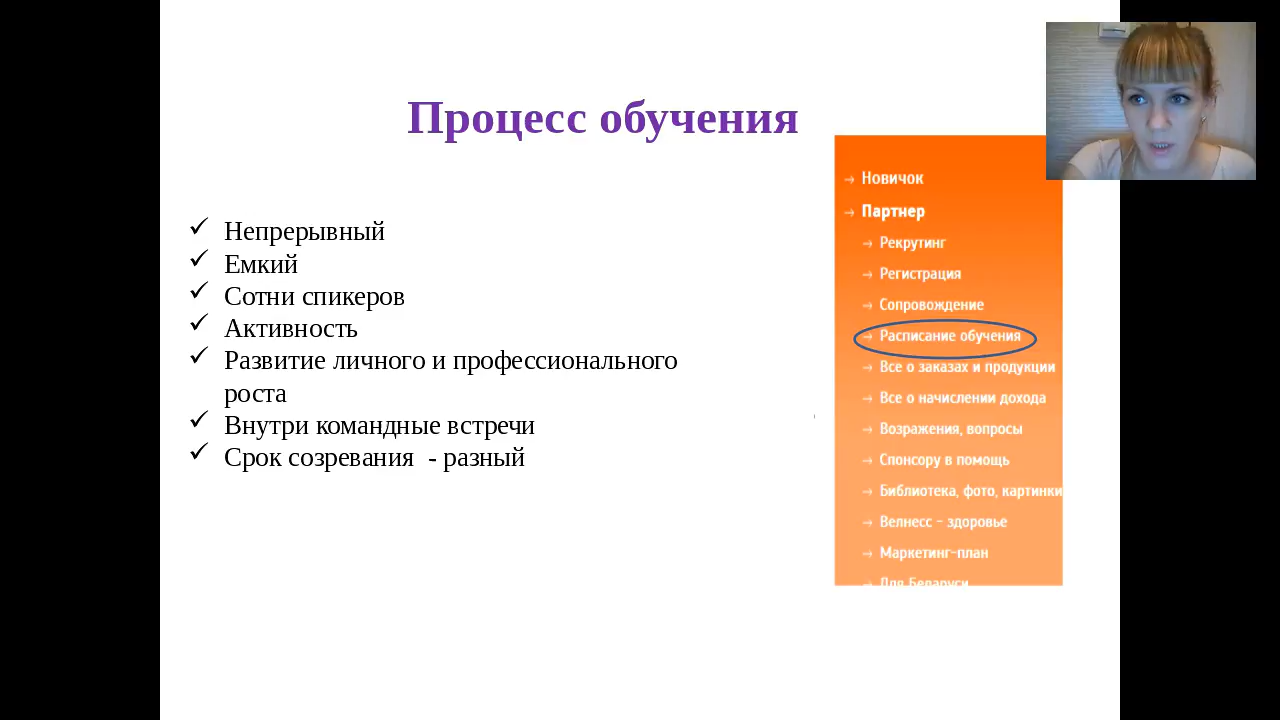 Процесс обучения
Непрерывный
Емкий
Сотни спикеров
Активность
Развитие личного и профессионального
роста
Внутри командные встречи
Срок созревания  - разный
Новичок
Партнер
Рекрутинг
Регистрация
Сопровождение
Расписание обучения
Все о заказах и продукции
Все о начислении дохода
Возражения, вопросы
Спонсору в помощь
Библиотека, фото, картинки
Велнесс - здоровье
Маркетинг-план
Для Беларуси